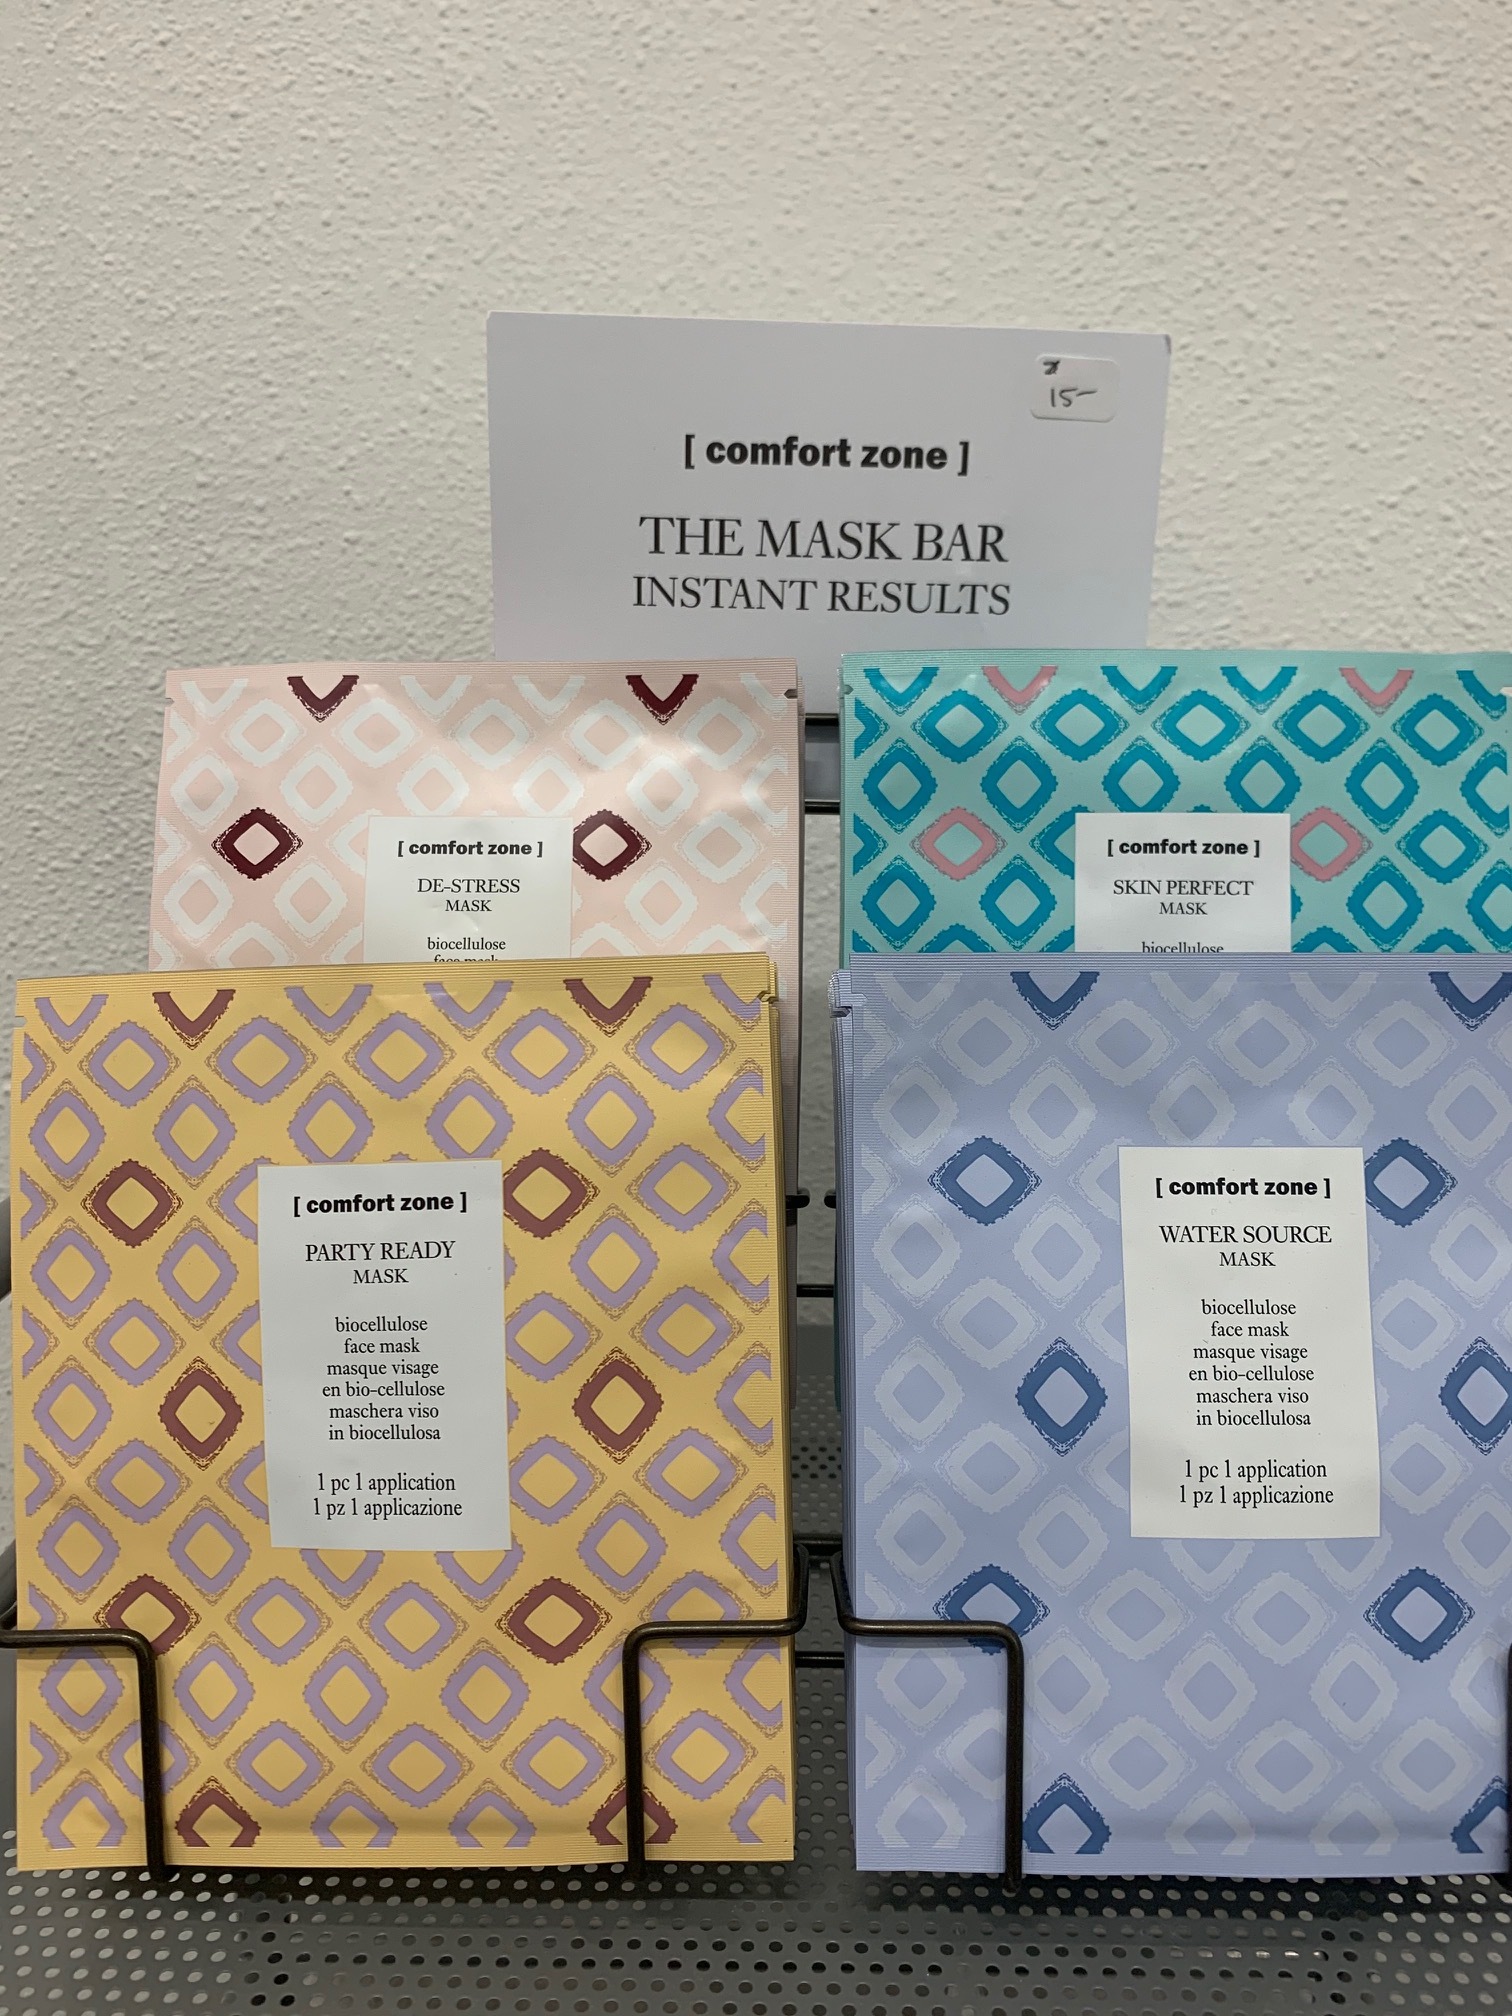 15-
[ comfort zone ]
THE MASK BAR
INSTANT RESULTS
[ comfort zone ]
DE-STRESS
MASK
biocellulose
face mask
[ comfort zone ]
SKIN PERFECT
MASK
biocellulose
[ comfort zone ]
PARTY READY
MASK
biocellulose
face mask
masque visage
en bio-cellulose
maschera viso
in biocellulosa
1 pc 1 application
1 pz 1 applicazione
[ comfort zone ]
WATER SOURCE
MASK
biocellulose
face mask
masque visage
en bio-cellulose
maschera viso
in biocellulosa
1 pc 1 application
1 pz 1 applicazione